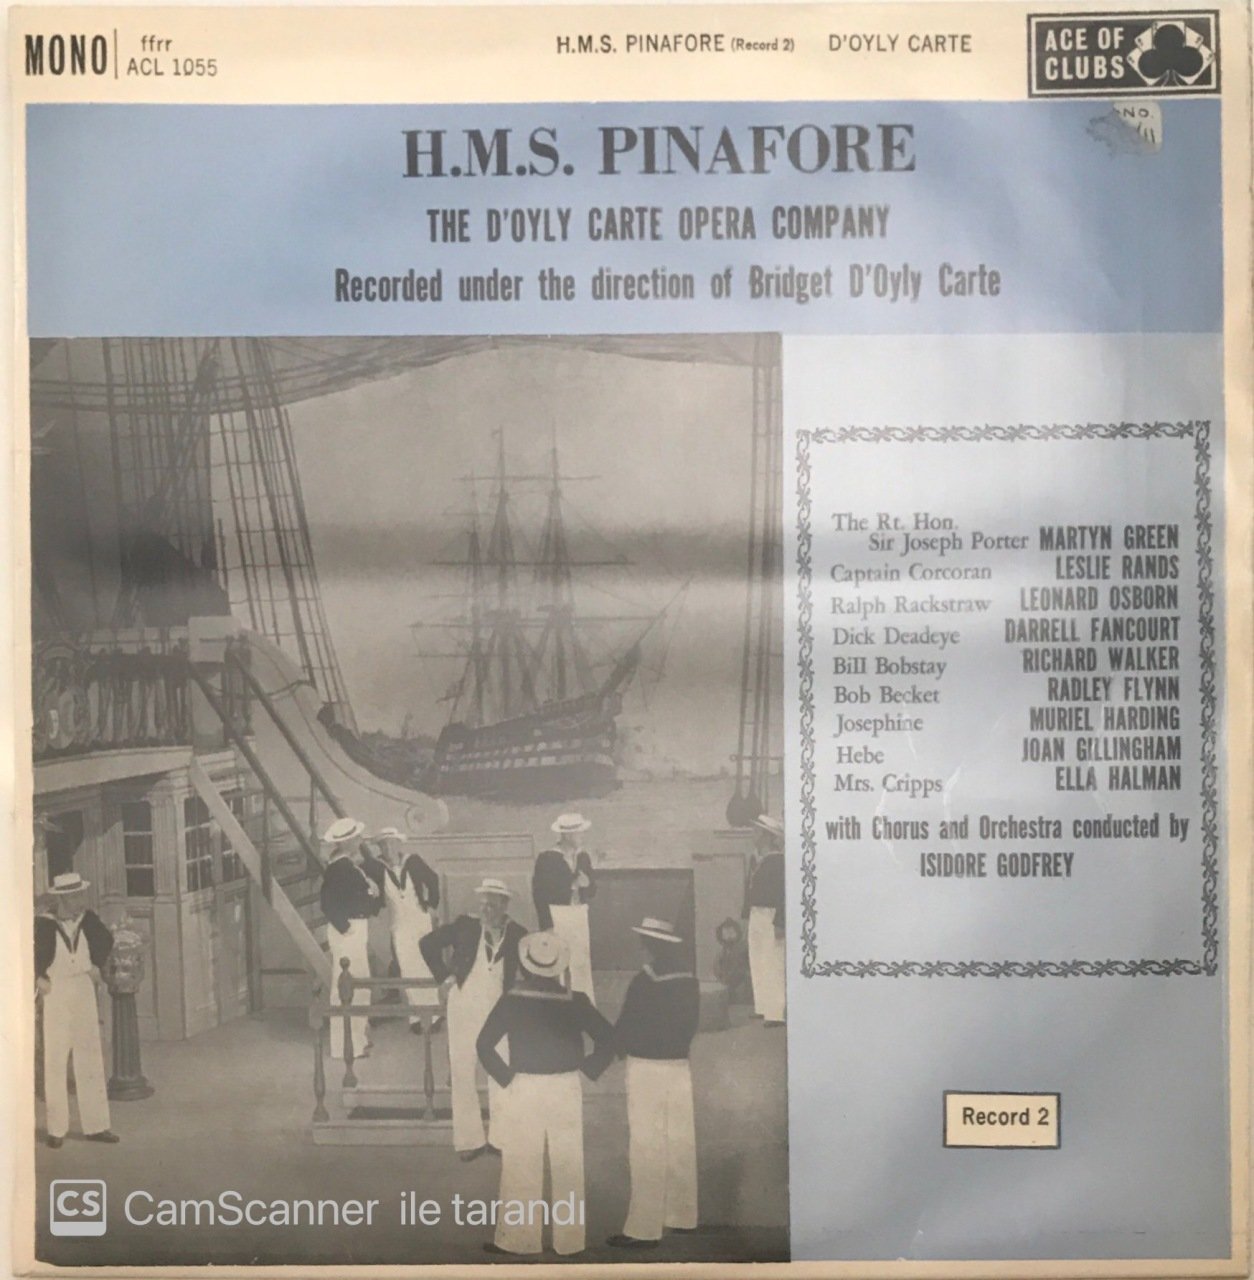 MONO
ffrr
ACL 1055
H.M.S. PINAFORE (Record 2) D'OYLY CARTE
ACE OF
CLUBS
No.
H.M.S. PINAFORE
THE D'OYLY CARTE OPERA COMPANY
Recorded under the direction of Bridget D'Oyly Carte
The Rt. Hon.
Sir Joseph Porter MARTYN GREEN
Captain Corcoran LESLIE RANDS
Ralph Rackstraw LEONARD OSBORN
Dick Deadeye DARRELL FANCOURT
Bill Bobstay RICHARD WALKER
Bob Becket RADLEY FLYNN
Josephine MURIEL HARDING
Hebe JOAN GILLINGHAM
Mrs. Cripps ELLA HALMAN
with Chorus and Orchestra conducted by
ISIDORE GODFREY
Record 2
CS CamScanner ile tarandı